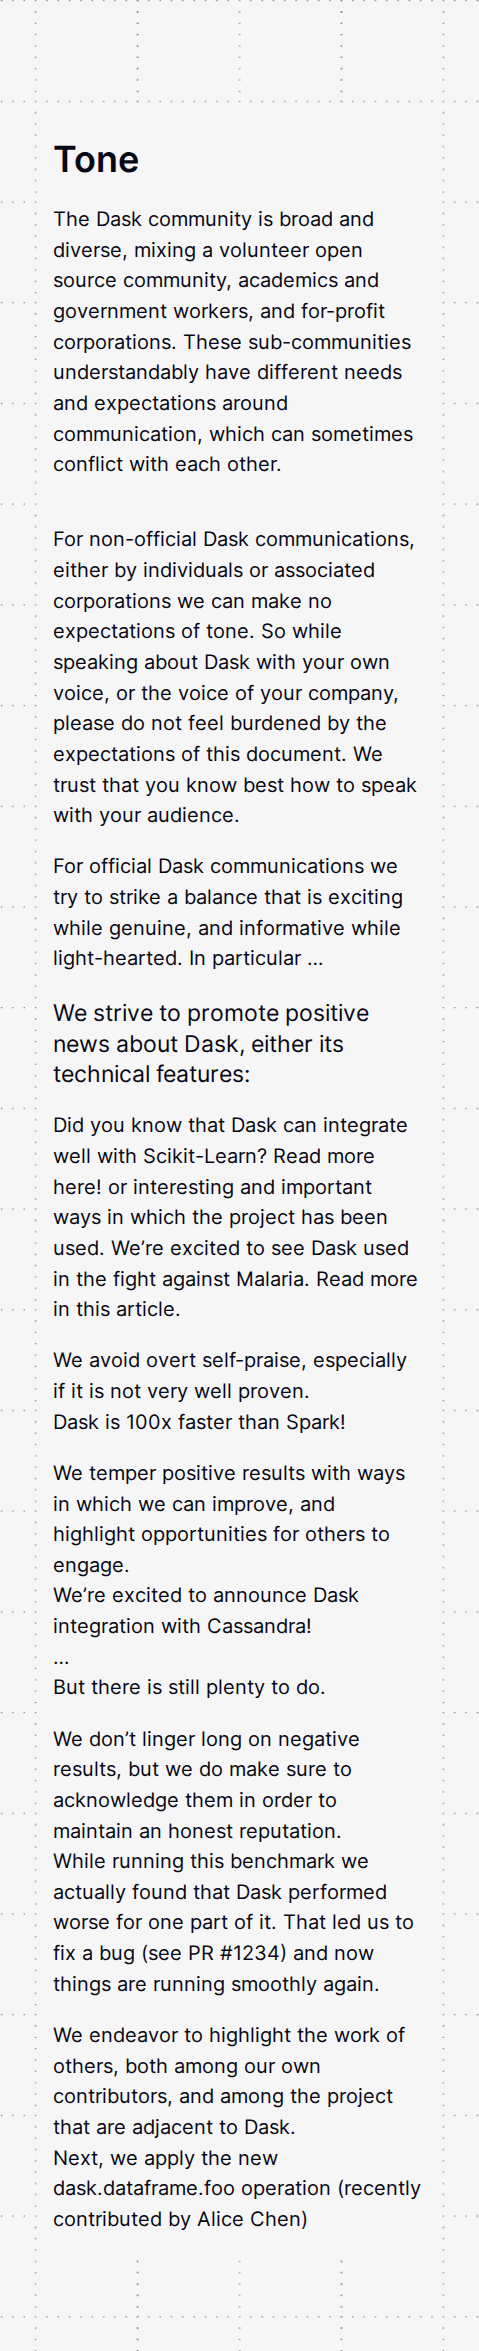 Tone
The Dask community is broad and
diverse, mixing a volunteer open
source community, academics and
government workers, and for-profit
corporations. These sub-communities
understandably have different needs
and expectations around
communication, which can sometimes
conflict with each other.
For non-official Dask communications,
either by individuals or associated
corporations we can make no
expectations of tone. So while
speaking about Dask with your own
voice, or the voice of your company,
please do not feel burdened by the
expectations of this document. We
trust that you know best how to speak
with your audience.
For official Dask communications we
try to strike a balance that is exciting
while genuine, and informative while
light-hearted. In particular ...
We strive to promote positive
news about Dask, either its
technical features:
Did you know that Dask can integrate
well with Scikit-Learn? Read more
here! or interesting and important
ways in which the project has been
used. We’re excited to see Dask used
in the fight against Malaria. Read more
in this article.
We avoid overt self-praise, especially
if it is not very well proven.
Dask is 100x faster than Spark!
We temper positive results with ways
in which we can improve, and
highlight opportunities for others to
engage.
We’re excited to announce Dask
integration with Cassandra!
...
But there is still plenty to do.
We don’t linger long on negative
results, but we do make sure to
acknowledge them in order to
maintain an honest reputation.
While running this benchmark we
actually found that Dask performed
worse for one part of it. That led us to
fix a bug (see PR #1234) and now
things are running smoothly again.
We endeavor to highlight the work of
others, both among our own
contributors, and among the project
that are adjacent to Dask.
Next, we apply the new
dask.dataframe.foo operation (recently
contributed by Alice Chen)